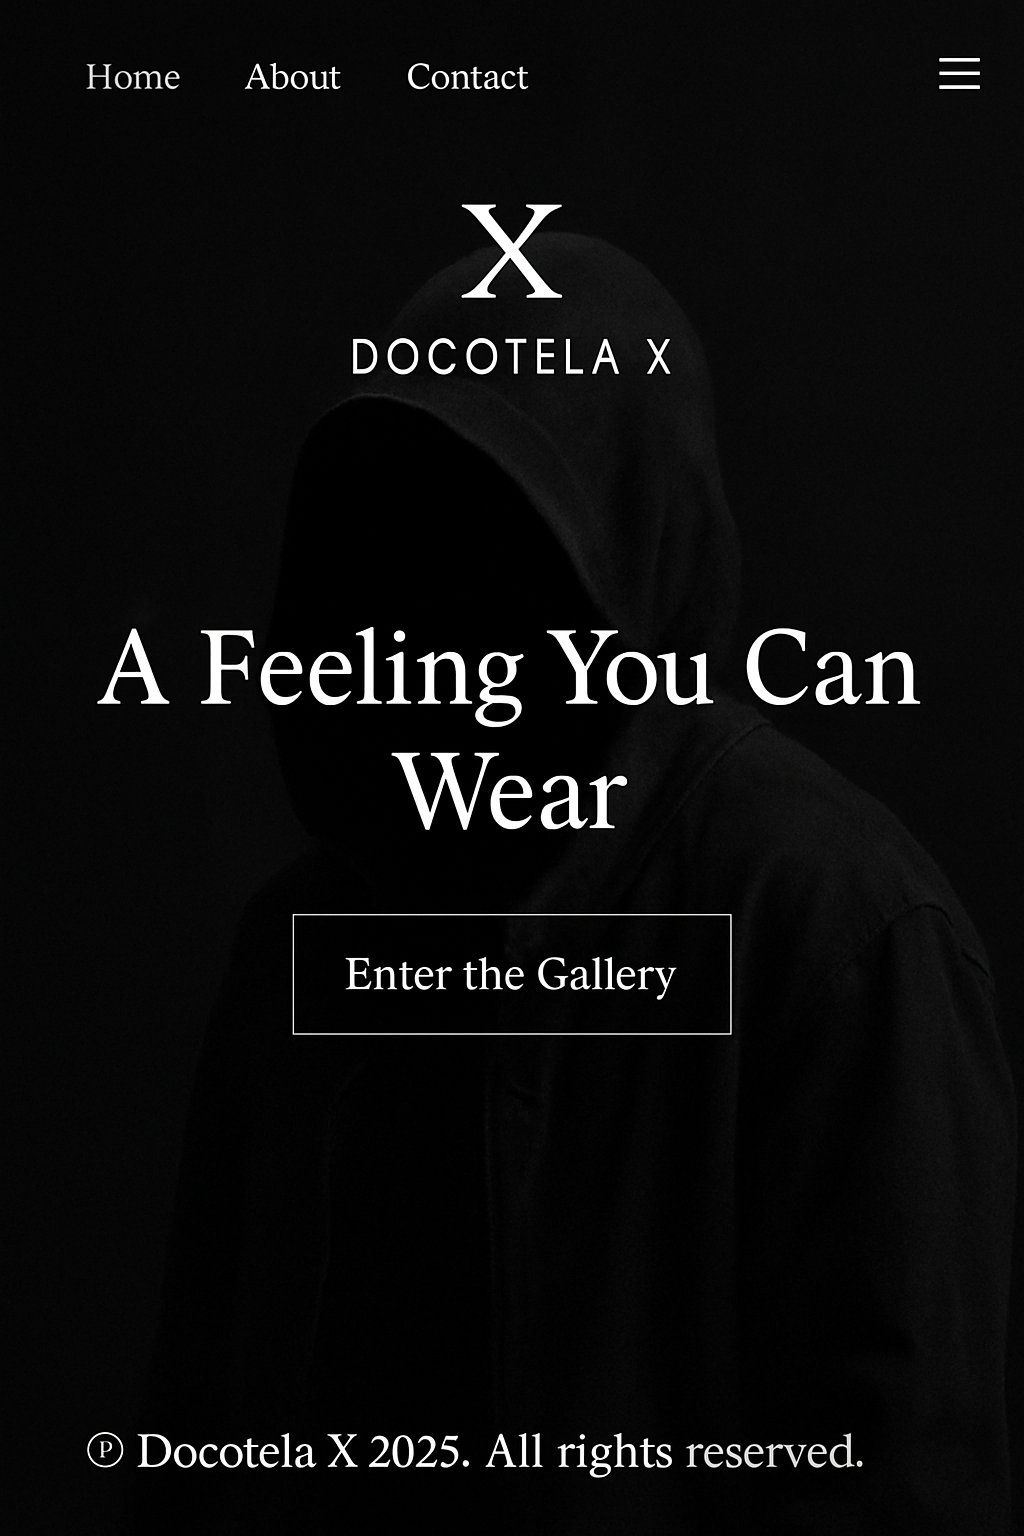 Home About Contact
X
DOCOTELA X
A Feeling You Can
Wear
Enter the Gallery
℗ Docotela X 2025. All rights reserved.